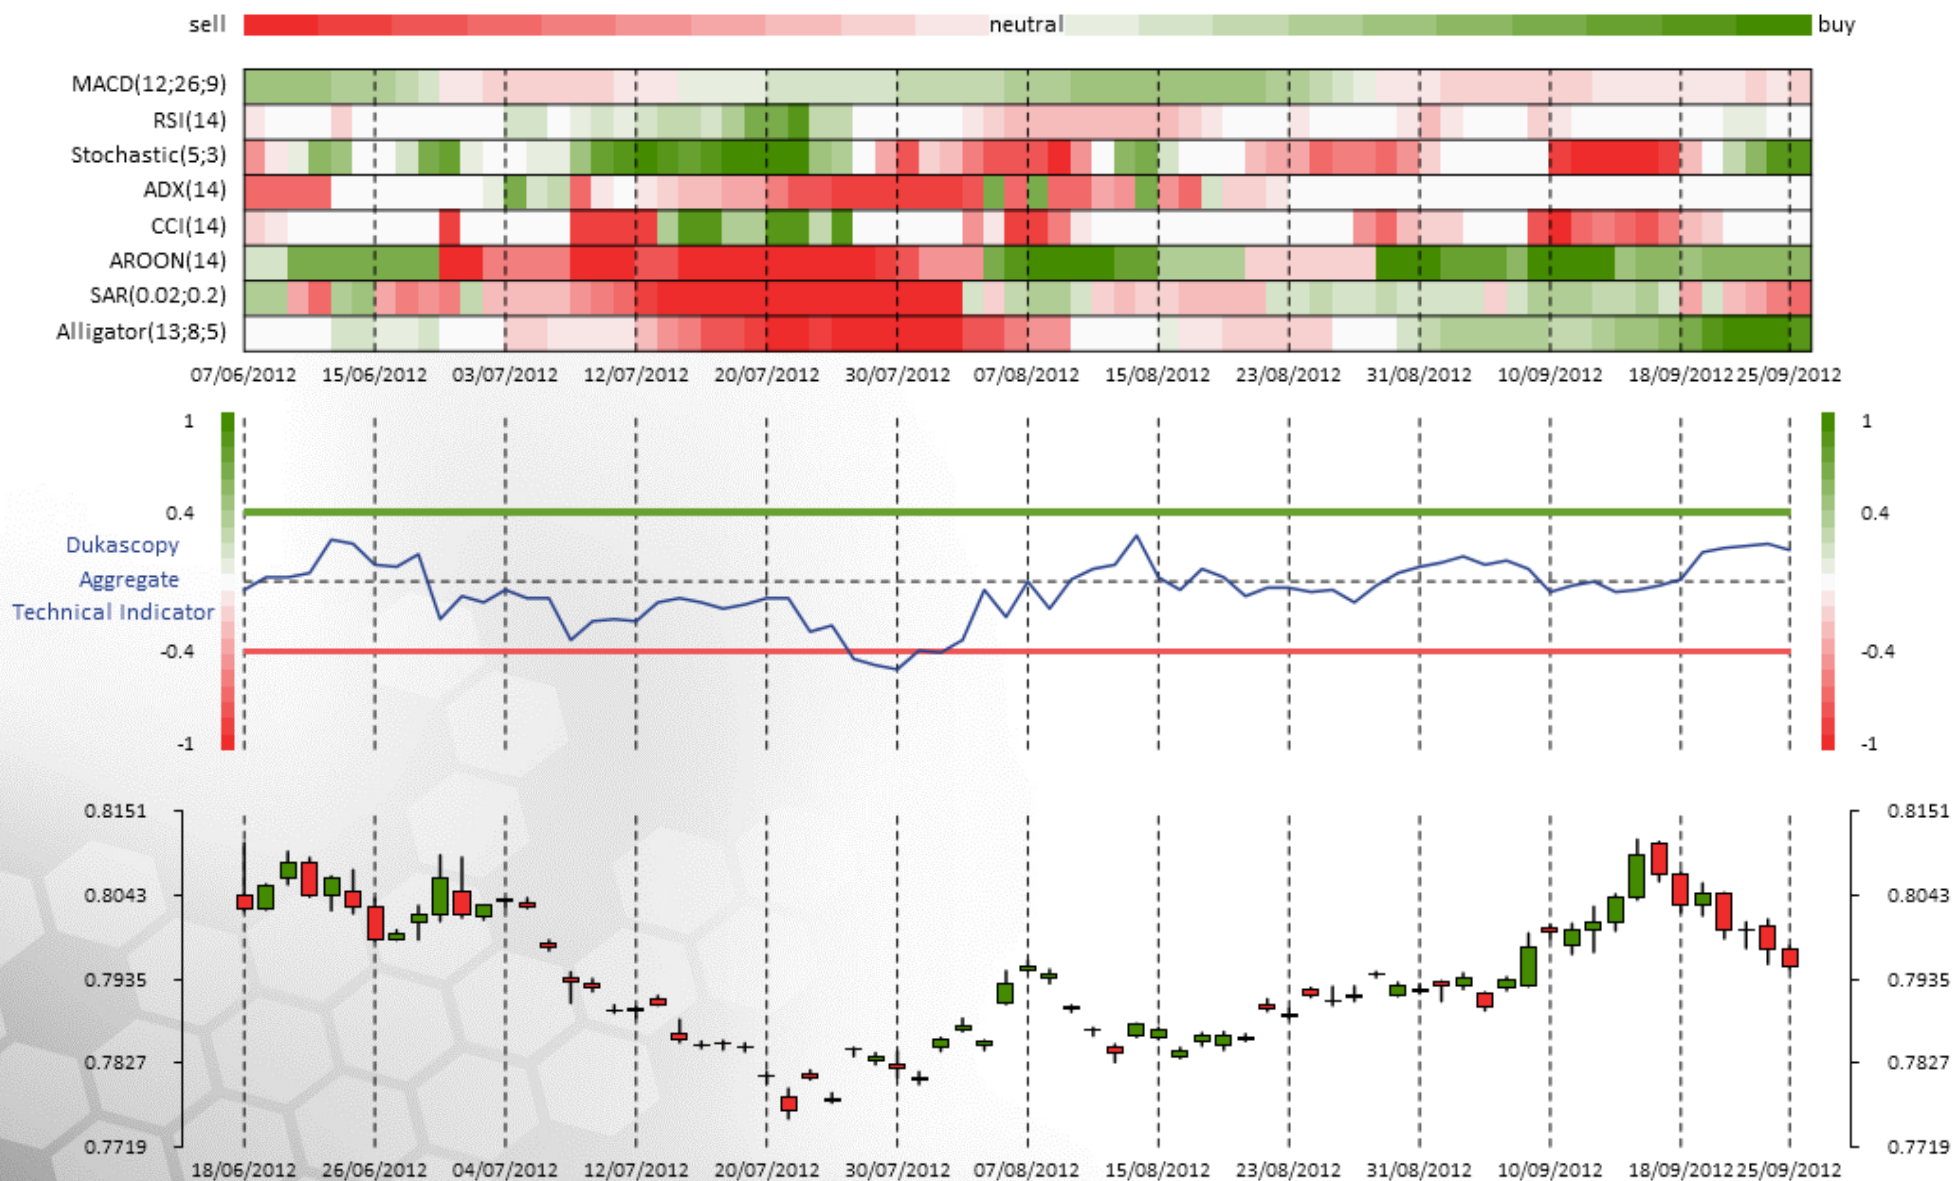 sell neutral buy
MACD(12;26;9)
RSI(14)
Stochastic(5;3)
ADX(14)
CCI(14)
AROON(14)
SAR(0.02;0.2)
Alligator(13;8;5)
07/06/2012 15/06/2012 03/07/2012 12/07/2012 20/07/2012 30/07/2012 07/08/2012 15/08/2012 23/08/2012 31/08/2012 10/09/2012 18/09/2012 25/09/2012
1 1
0.4 0.4
Dukascopy
Aggregate
Technical Indicator
-0.4 -0.4
-1 -1
0.8151 0.8151
0.8043 0.8043
0.7935 0.7935
0.7827 0.7827
0.7719 0.7719
18/06/2012 26/06/2012 04/07/2012 12/07/2012 20/07/2012 30/07/2012 07/08/2012 15/08/2012 23/08/2012 31/08/2012 10/09/2012 18/09/2012 25/09/2012